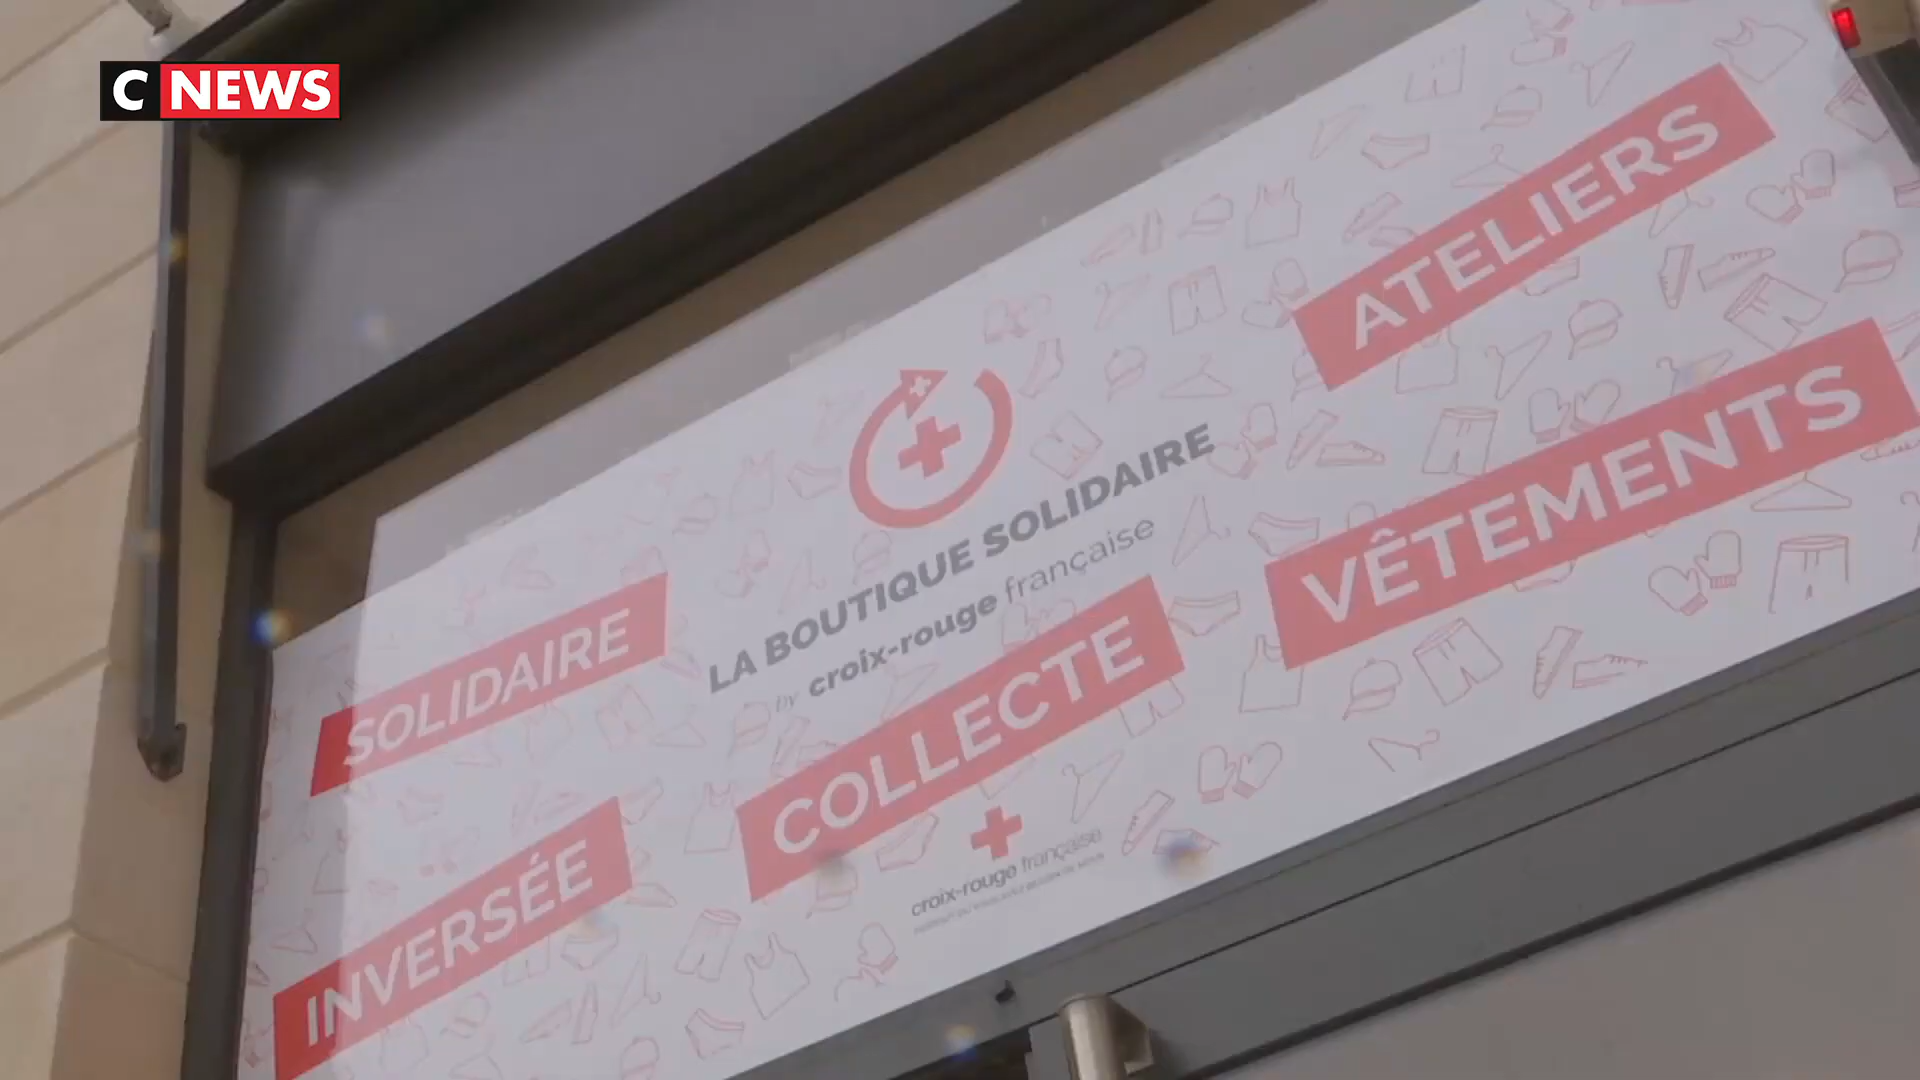 CNEWS
ATELIERS
VÊTEMENTS
LA BOUTIQUE SOLIDAIRE
by croix-rouge française
SOLIDAIRE
COLLECTE
INVERSÉE
croix-rouge française